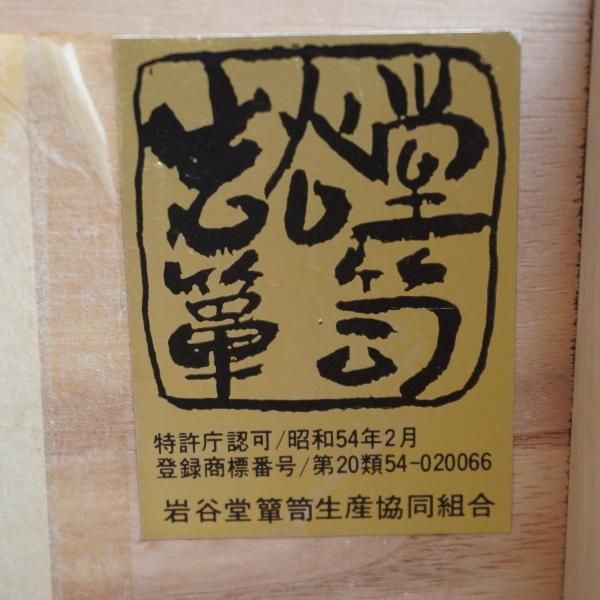 岩谷堂
簞笥
特許庁認可/昭和54年2月
登録商標番号/第20類54-020066
岩谷堂簞笥生産協同組合